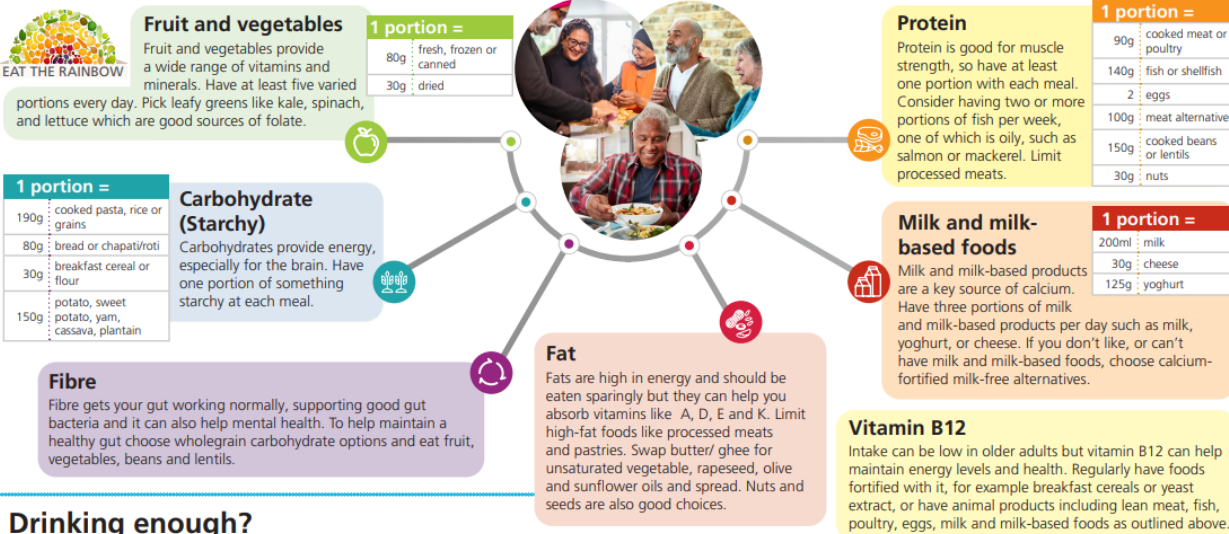 EAT THE RAINBOW
Fruit and vegetables
Fruit and vegetables provide
a wide range of vitamins and
minerals. Have at least five varied
portions every day. Pick leafy greens like kale, spinach,
and lettuce which are good sources of folate.
1 portion =
80g fresh, frozen or
canned
30g dried
1 portion =
190g cooked pasta, rice or
grains
80g bread or chapati/roti
30g breakfast cereal or
flour
150g potato, sweet
potato, yam,
cassava, plantain
Carbohydrate
(Starchy)
Carbohydrates provide energy,
especially for the brain. Have
one portion of something
starchy at each meal.
Fibre
Fibre gets your gut working normally, supporting good gut
bacteria and it can also help mental health. To help maintain a
healthy gut choose wholegrain carbohydrate options and eat fruit,
vegetables, beans and lentils.
Fat
Fats are high in energy and should be
eaten sparingly but they can help you
absorb vitamins like A, D, E and K. Limit
high-fat foods like processed meats
and pastries. Swap butter/ ghee for
unsaturated vegetable, rapeseed, olive
and sunflower oils and spread. Nuts and
seeds are also good choices.
Protein
Protein is good for muscle
strength, so have at least
one portion with each meal.
Consider having two or more
portions of fish per week,
one of which is oily, such as
salmon or mackerel. Limit
processed meats.
1 portion =
90g cooked meat or
poultry
140g fish or shellfish
2 eggs
100g meat alternative
150g cooked beans
or lentils
30g nuts
Milk and milk-
based foods
Milk and milk-based products
are a key source of calcium.
Have three portions of milk
and milk-based products per day such as milk,
yoghurt, or cheese. If you don't like, or can't
have milk and milk-based foods, choose calcium-
fortified milk-free alternatives.
1 portion =
200ml milk
30g cheese
125g yoghurt
Vitamin B12
Intake can be low in older adults but vitamin B12 can help
maintain energy levels and health. Regularly have foods
fortified with it, for example breakfast cereals or yeast
extract, or have animal products including lean meat, fish,
poultry, eggs, milk and milk-based foods as outlined above.
Drinking enough?